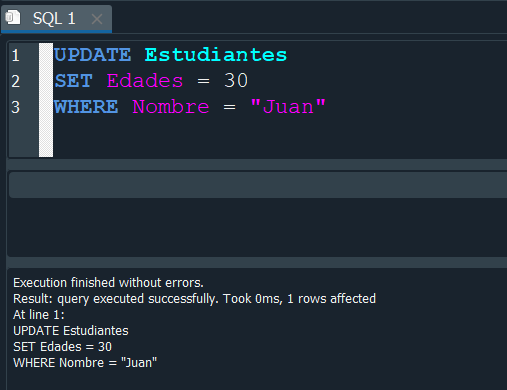 SQL 1
1 UPDATE Estudiantes
2 SET Edades = 30
3 WHERE Nombre = "Juan"
Execution finished without errors.
Result: query executed successfully. Took 0ms, 1 rows affected
At line 1:
UPDATE Estudiantes
SET Edades = 30
WHERE Nombre = "Juan"